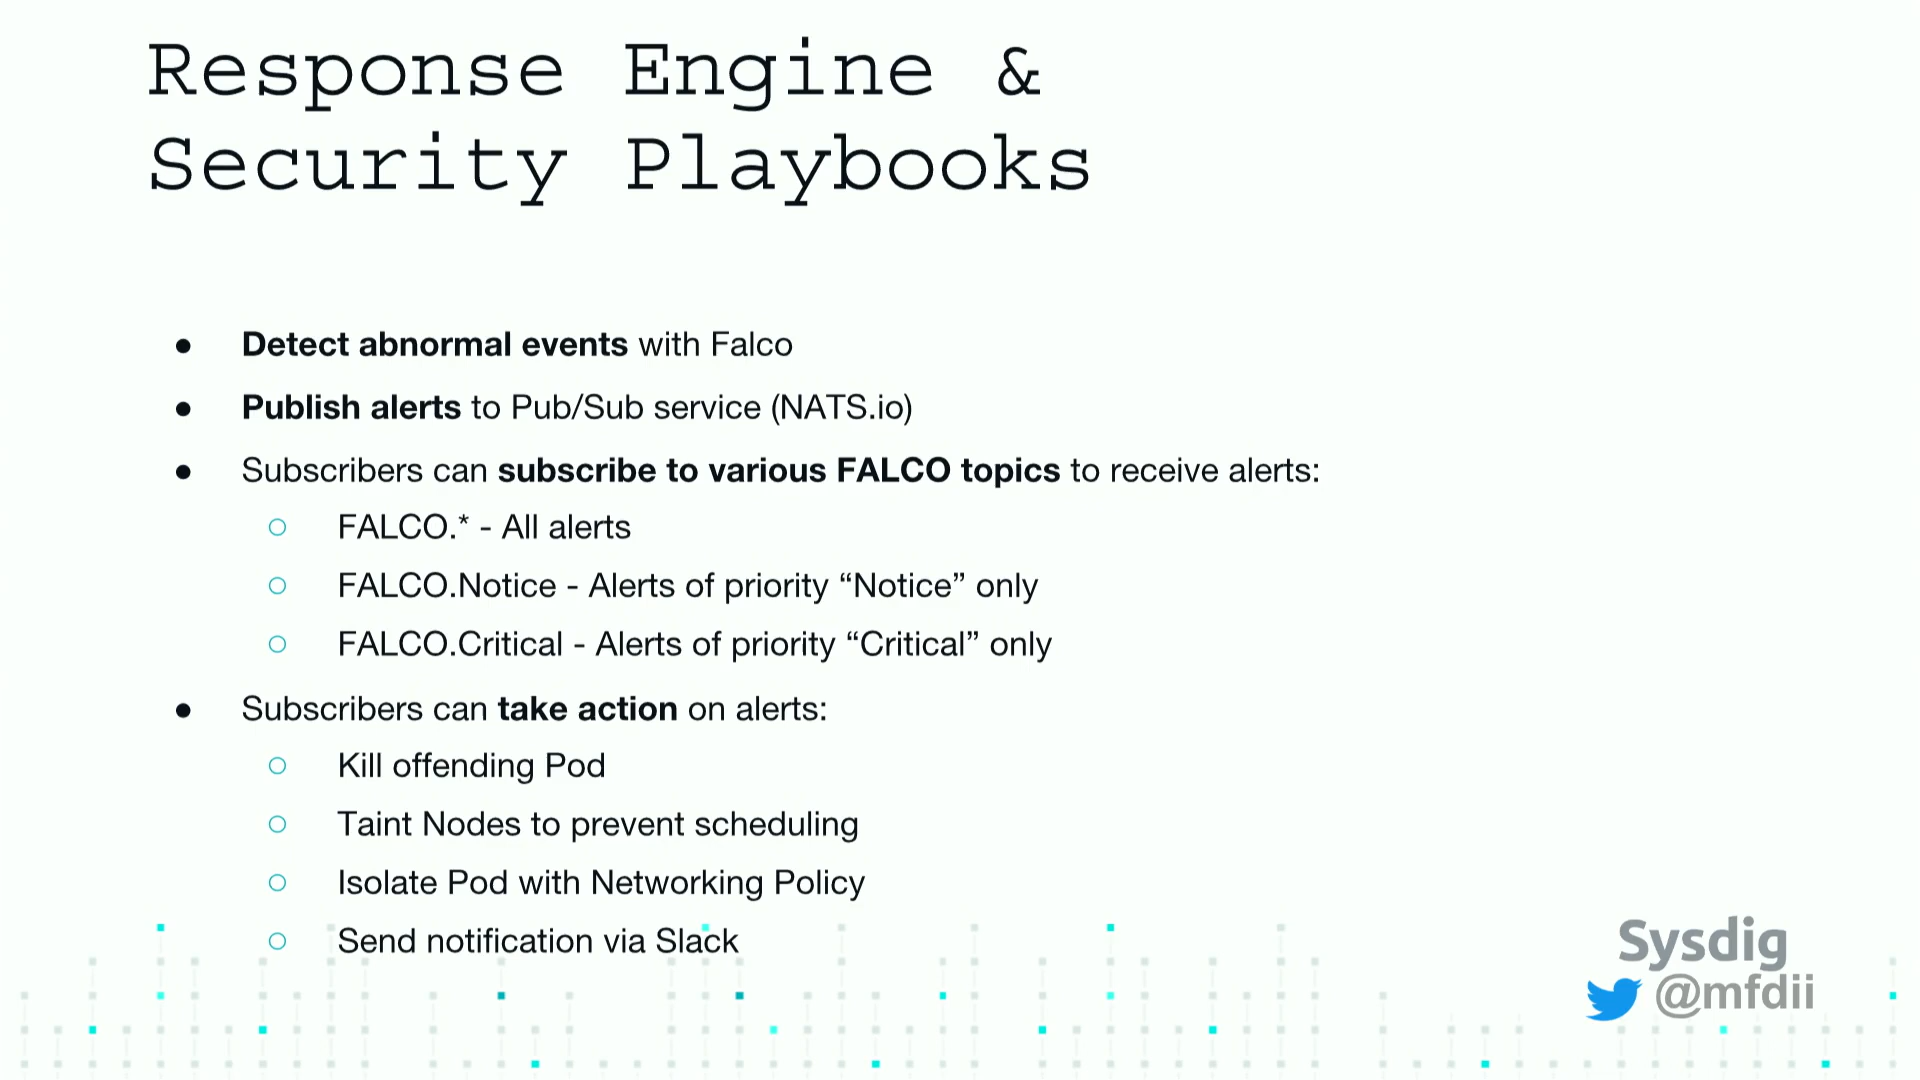 Response Engine &
Security Playbooks
● Detect abnormal events with Falco
● Publish alerts to Pub/Sub service (NATS.io)
● Subscribers can subscribe to various FALCO topics to receive alerts:
○ FALCO.* - All alerts
○ FALCO.Notice - Alerts of priority “Notice” only
○ FALCO.Critical - Alerts of priority “Critical” only
● Subscribers can take action on alerts:
○ Kill offending Pod
○ Taint Nodes to prevent scheduling
○ Isolate Pod with Networking Policy
○ Send notification via Slack
Sysdig
@mfdii